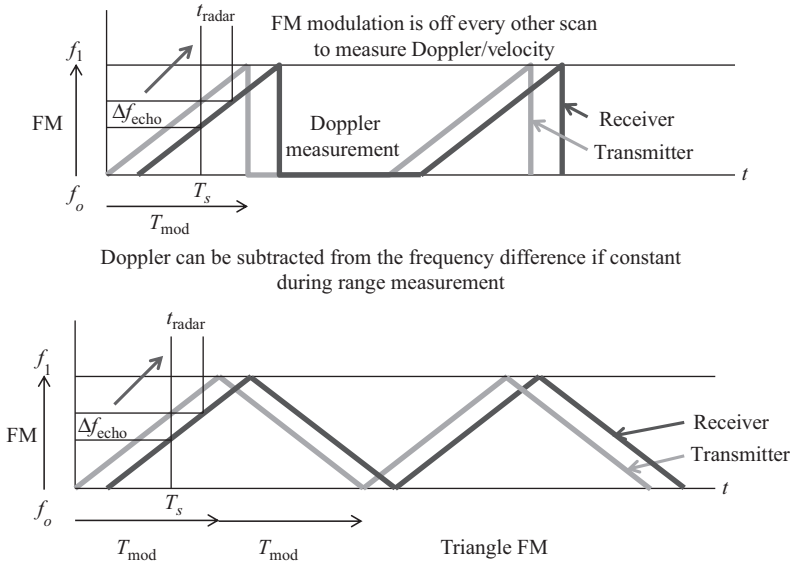 t_radar
FM modulation is off every other scan
to measure Doppler/velocity
f_1
Δf_echo
FM
Doppler
measurement
Receiver
Transmitter
t
T_s
f_o
T_mod
Doppler can be subtracted from the frequency difference if constant
during range measurement
t_radar
f_1
Δf_echo
FM
Receiver
Transmitter
t
T_s
f_o
T_mod
T_mod
Triangle FM